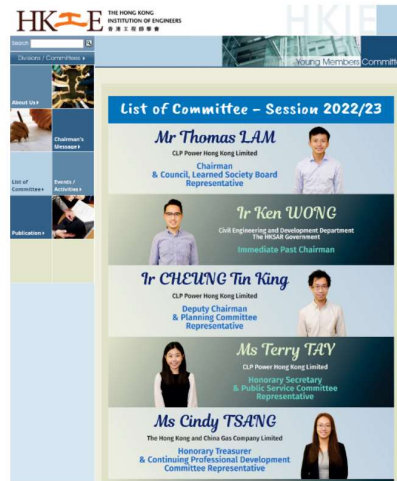 HKIE
THE HONG KONG
INSTITUTION OF ENGINEERS
香港工程師學會
HKIE
Search
Divisions / Committees
Young Members Committ
About Us
Chairman's
Message
List of
Committee
Events /
Activities
Publication
List of Committee – Session 2022/23
Mr Thomas LAM
CLP Power Hong Kong Limited
Chairman
& Council, Learned Society Board
Representative
Ir Ken WONG
Civil Engineering and Development Department
The HKSAR Government
Immediate Past Chairman
Ir CHEUNG Tin King
CLP Power Hong Kong Limited
Deputy Chairman
& Planning Committee
Representative
Ms Terry TAY
CLP Power Hong Kong Limited
Honorary Secretary
& Public Service Committee
Representative
Ms Cindy TSANG
The Hong Kong and China Gas Company Limited
Honorary Treasurer
& Continuing Professional Development
Committee Representative